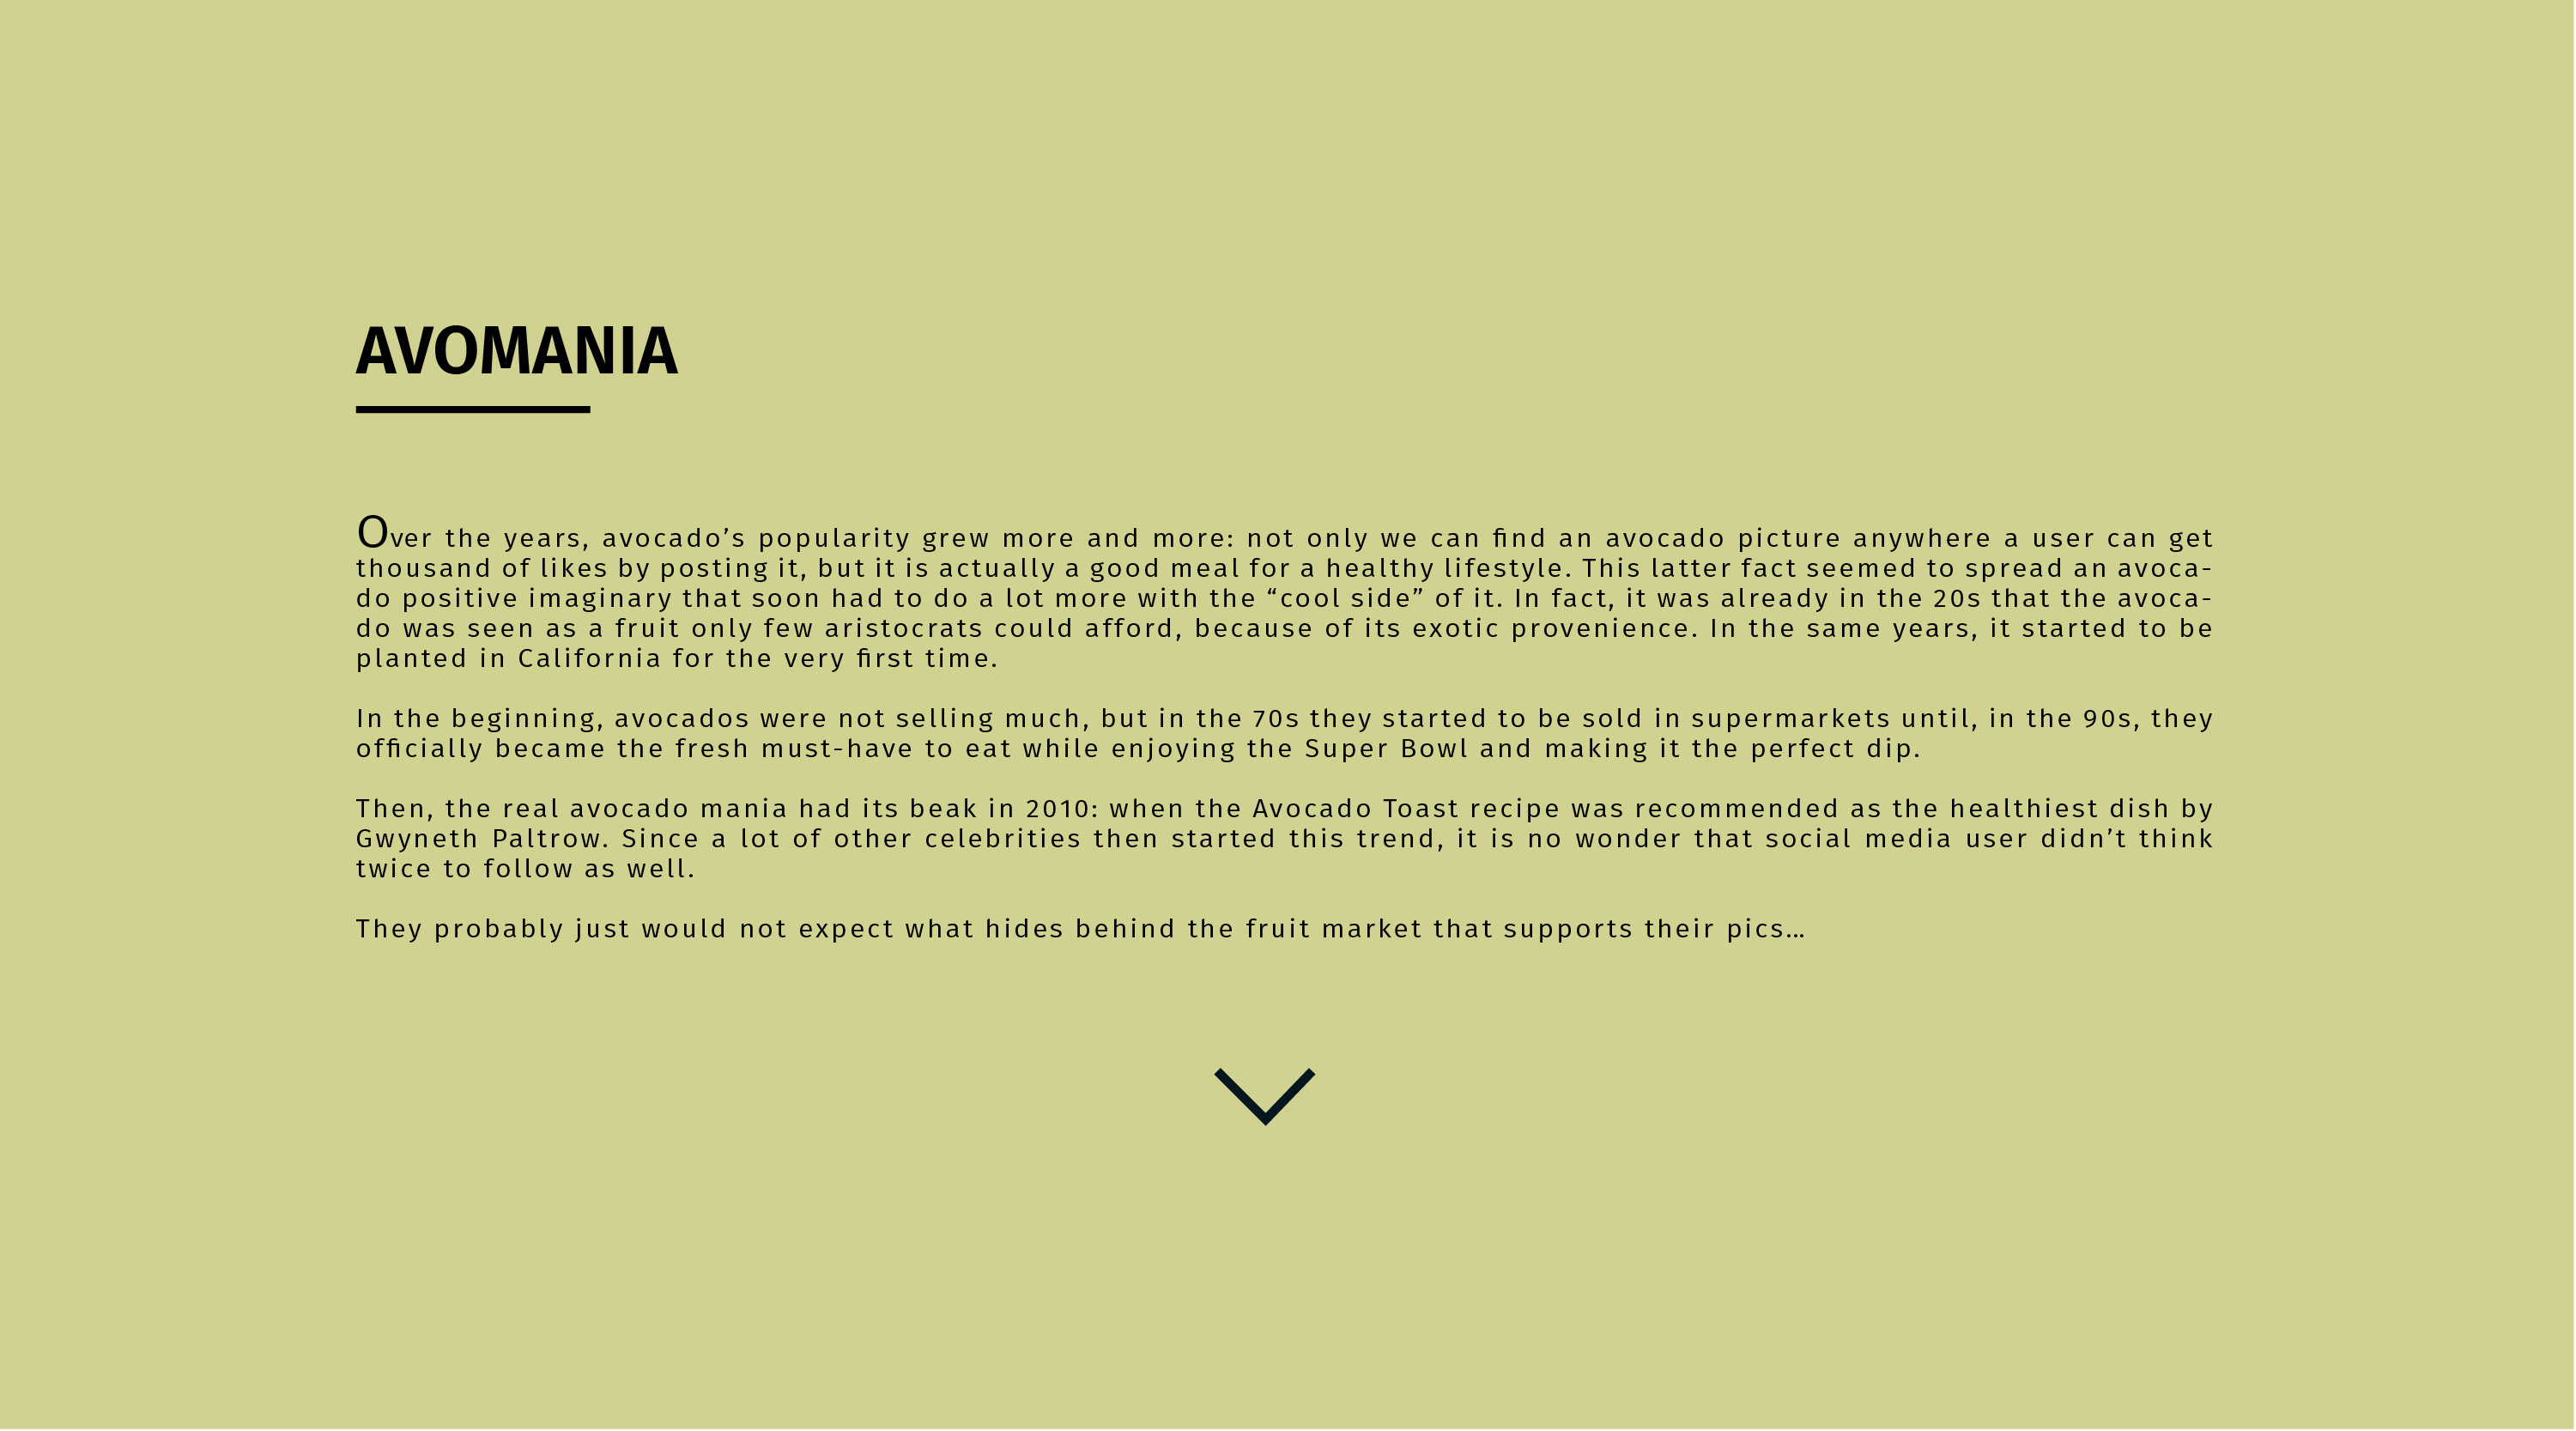 AVOMANIA
Over the years, avocado’s popularity grew more and more: not only we can find an avocado picture anywhere a user can get
thousand of likes by posting it, but it is actually a good meal for a healthy lifestyle. This latter fact seemed to spread an avoca-
do positive imaginary that soon had to do a lot more with the “cool side” of it. In fact, it was already in the 20s that the avoca-
do was seen as a fruit only few aristocrats could afford, because of its exotic provenience. In the same years, it started to be
planted in California for the very first time.
In the beginning, avocados were not selling much, but in the 70s they started to be sold in supermarkets until, in the 90s, they
officially became the fresh must-have to eat while enjoying the Super Bowl and making it the perfect dip.
Then, the real avocado mania had its beak in 2010: when the Avocado Toast recipe was recommended as the healthiest dish by
Gwyneth Paltrow. Since a lot of other celebrities then started this trend, it is no wonder that social media user didn’t think
twice to follow as well.
They probably just would not expect what hides behind the fruit market that supports their pics…